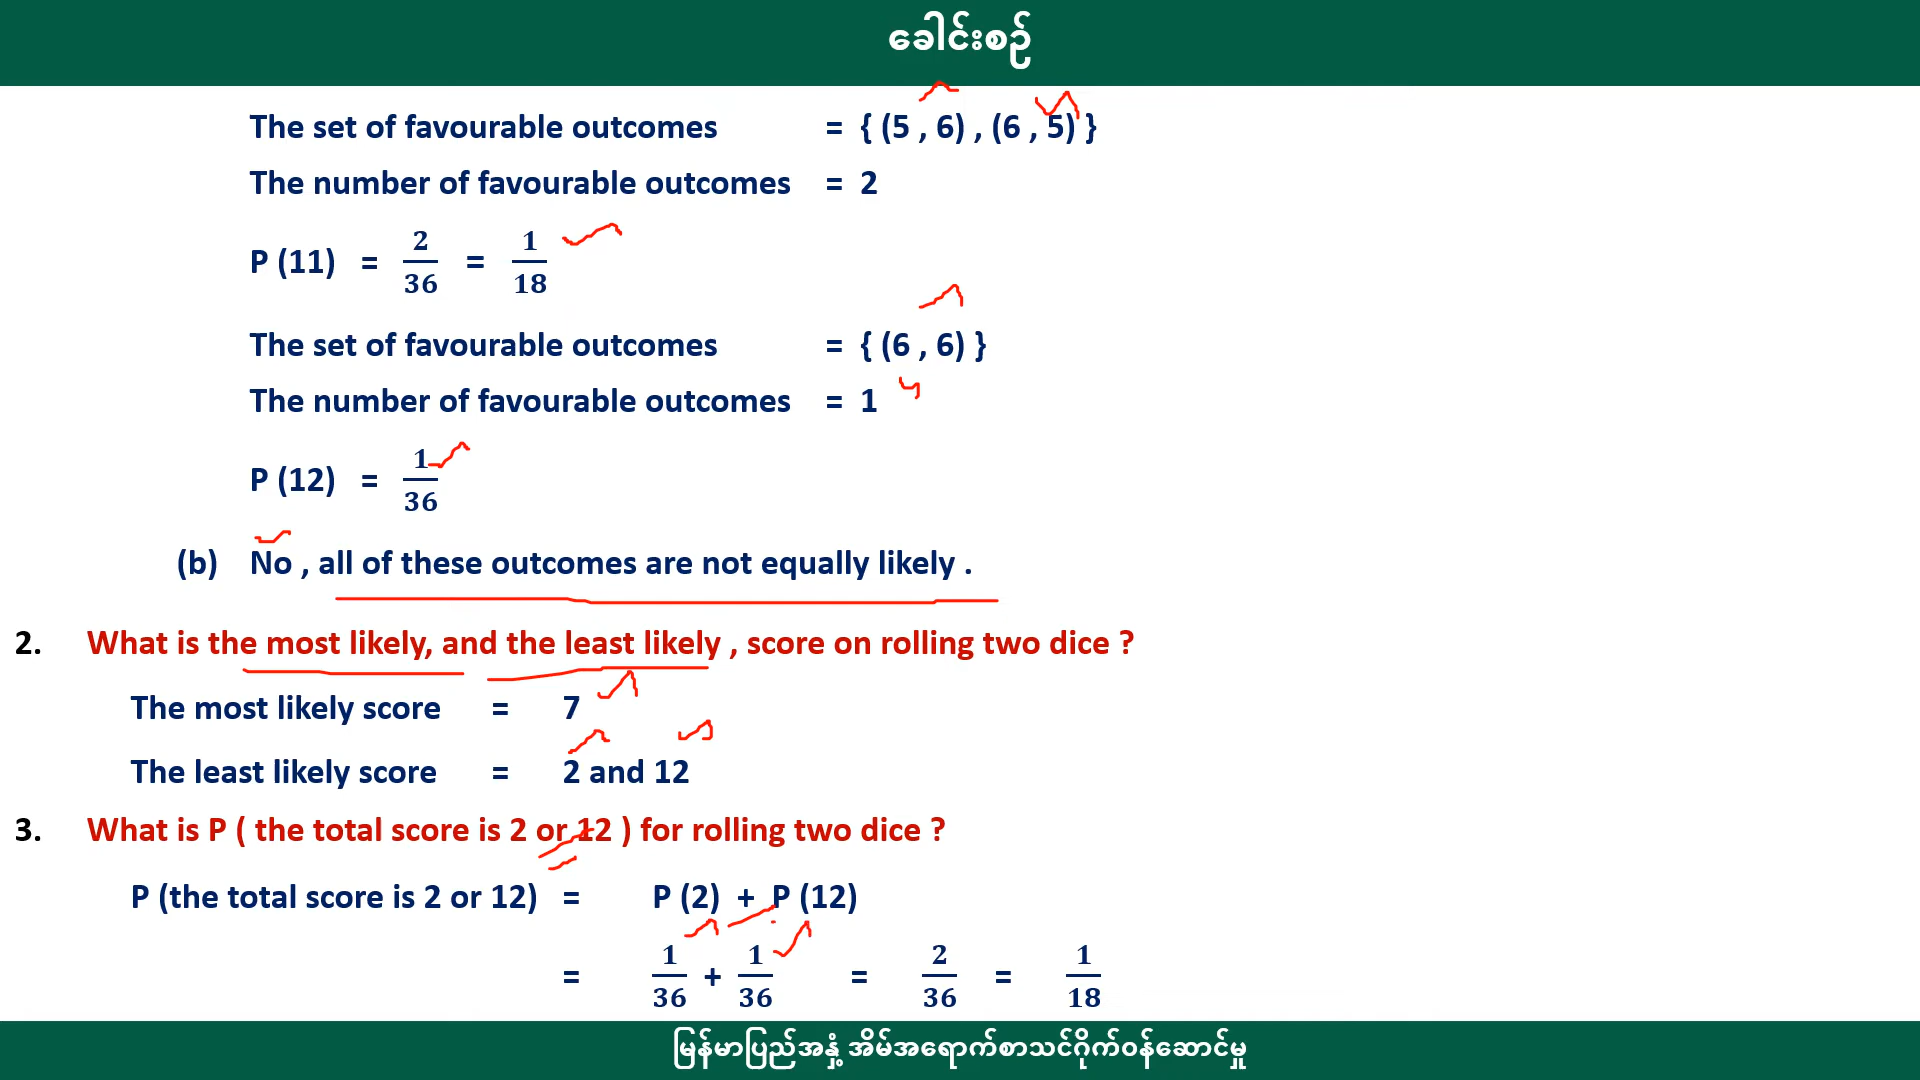 ခေါင်းစဉ်
The set of favourable outcomes = { (5 , 6) , (6 , 5) }
The number of favourable outcomes = 2
P (11) = 2/36 = 1/18
The set of favourable outcomes = { (6 , 6) }
The number of favourable outcomes = 1
P (12) = 1/36
(b) No , all of these outcomes are not equally likely .
2. What is the most likely, and the least likely , score on rolling two dice ?
The most likely score = 7
The least likely score = 2 and 12
3. What is P ( the total score is 2 or 12 ) for rolling two dice ?
P (the total score is 2 or 12) = P (2) + P (12)
= 1/36 + 1/36 = 2/36 = 1/18
မြန်မာပြည်အနှံ့ အိမ်အရောက်စာသင်ဂိုက်ဝန်ဆောင်မှု